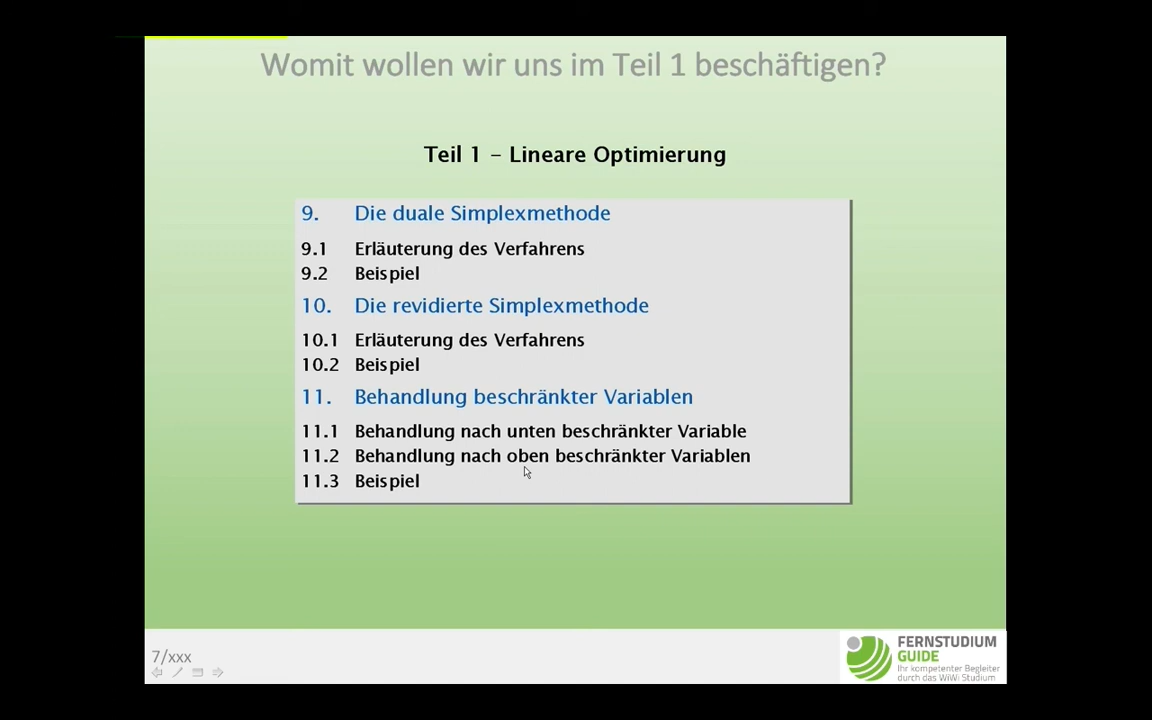 Womit wollen wir uns im Teil 1 beschäftigen?
Teil 1 – Lineare Optimierung
9. Die duale Simplexmethode
9.1 Erläuterung des Verfahrens
9.2 Beispiel
10. Die revidierte Simplexmethode
10.1 Erläuterung des Verfahrens
10.2 Beispiel
11. Behandlung beschränkter Variablen
11.1 Behandlung nach unten beschränkter Variable
11.2 Behandlung nach oben beschränkter Variablen
11.3 Beispiel
7/xxx
FERNSTUDIUM
GUIDE
Ihr kompetenter Begleiter
durch das WiWi Studium